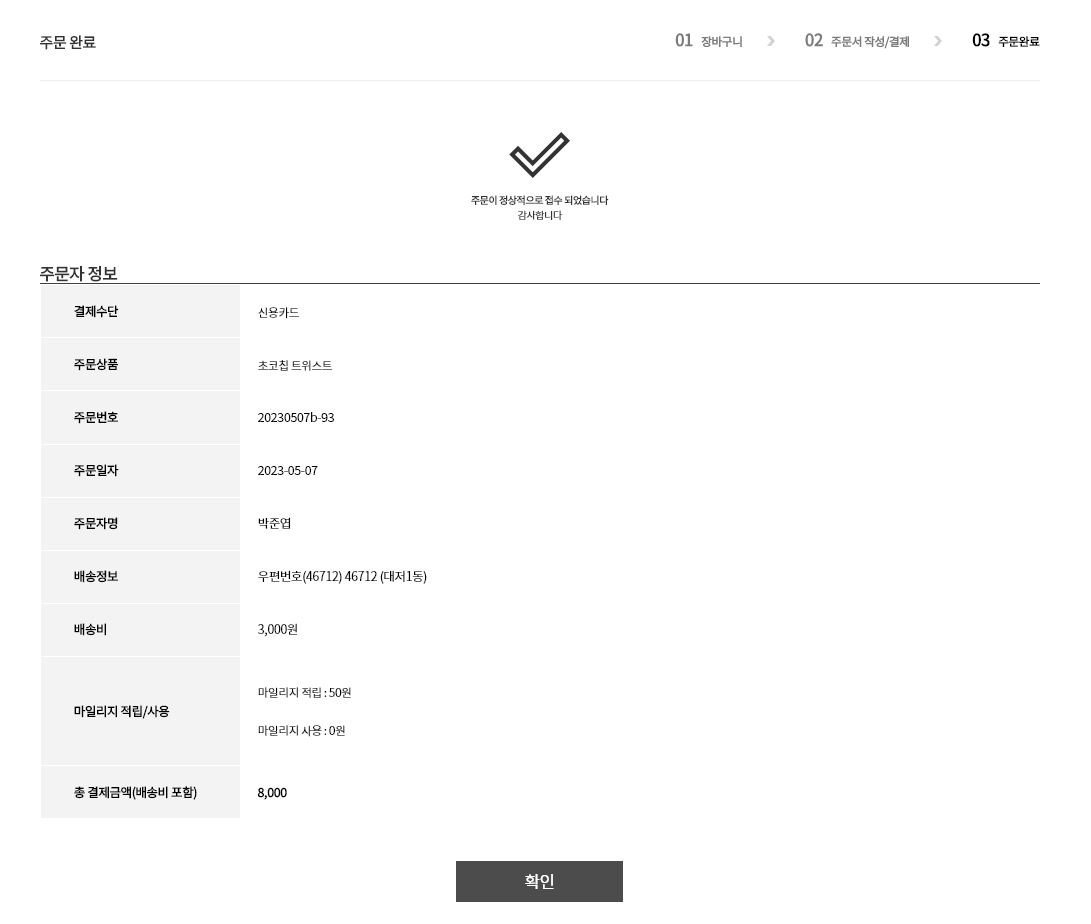 주문 완료
01 장바구니
02 주문서 작성/결제
03 주문완료
주문이 정상적으로 접수 되었습니다
감사합니다
주문자 정보
결제수단 신용카드
주문상품 초코칩 트위스트
주문번호 20230507b-93
주문일자 2023-05-07
주문자명 박준엽
배송정보 우편번호(46712) 46712 (대저1동)
배송비 3,000원
마일리지 적립/사용
마일리지 적립 : 50원
마일리지 사용 : 0원
총 결제금액(배송비 포함) 8,000
확인